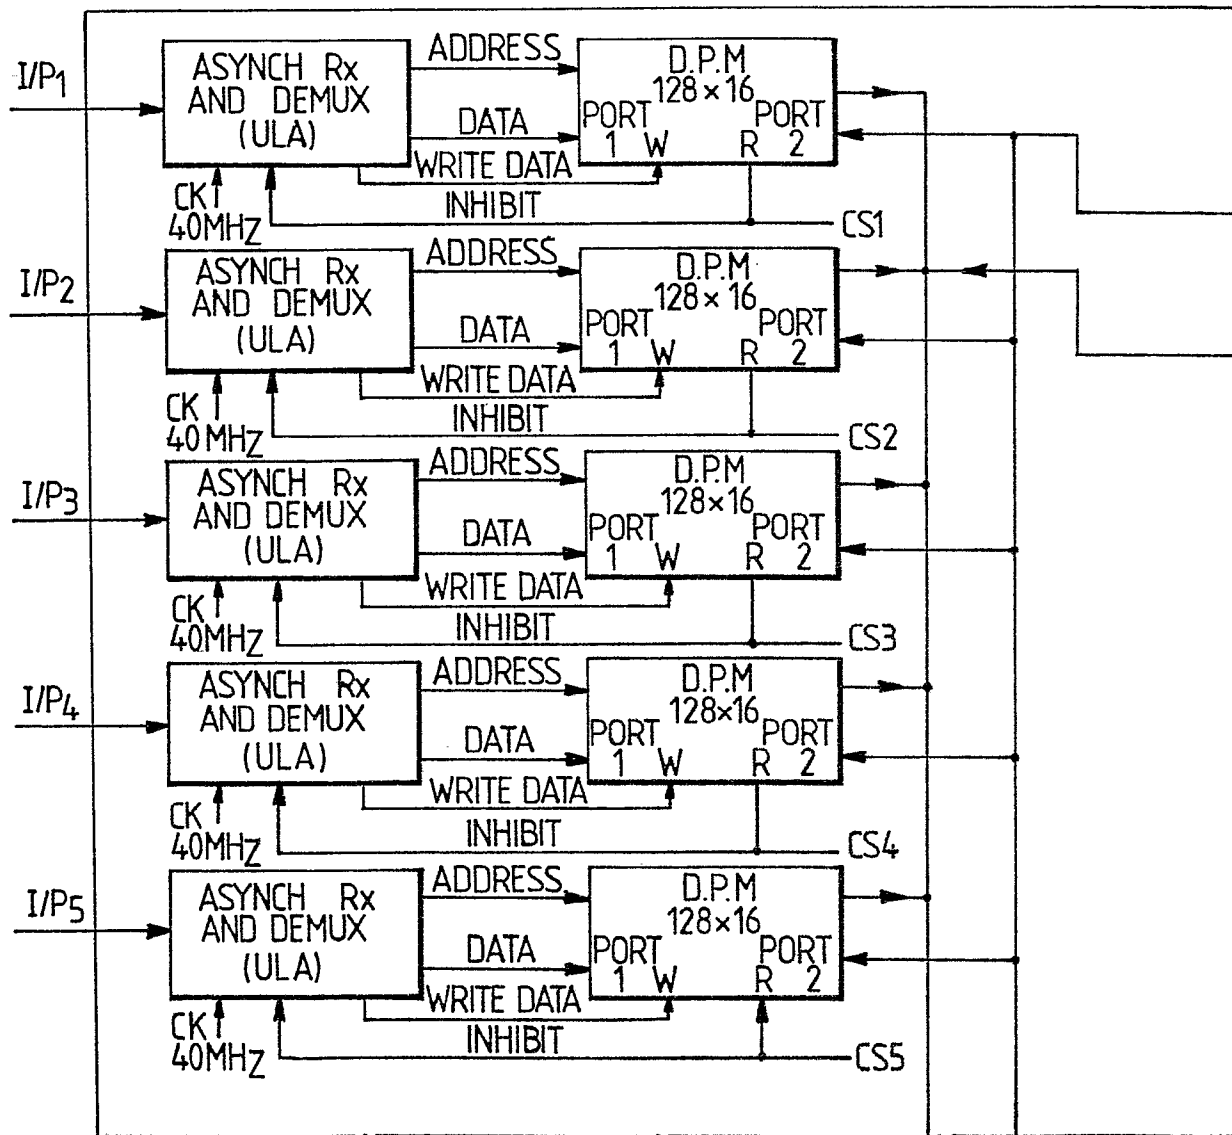 I/P1
ASYNCH Rx
AND DEMUX
(ULA)
ADDRESS
DATA
WRITE DATA
INHIBIT
CK
40MHZ
D.P.M
128×16
PORT
1
W
R
PORT
2
CS1
I/P2
ASYNCH Rx
AND DEMUX
(ULA)
ADDRESS
DATA
WRITE DATA
INHIBIT
CK
40MHZ
D.P.M
128×16
PORT
1
W
R
PORT
2
CS2
I/P3
ASYNCH Rx
AND DEMUX
(ULA)
ADDRESS
DATA
WRITE DATA
INHIBIT
CK
40MHZ
D.P.M
128×16
PORT
1
W
R
PORT
2
CS3
I/P4
ASYNCH Rx
AND DEMUX
(ULA)
ADDRESS
DATA
WRITE DATA
INHIBIT
CK
40MHZ
D.P.M
128×16
PORT
1
W
R
PORT
2
CS4
I/P5
ASYNCH Rx
AND DEMUX
(ULA)
ADDRESS
DATA
WRITE DATA
INHIBIT
CK
40MHZ
D.P.M
128×16
PORT
1
W
R
PORT
2
CS5